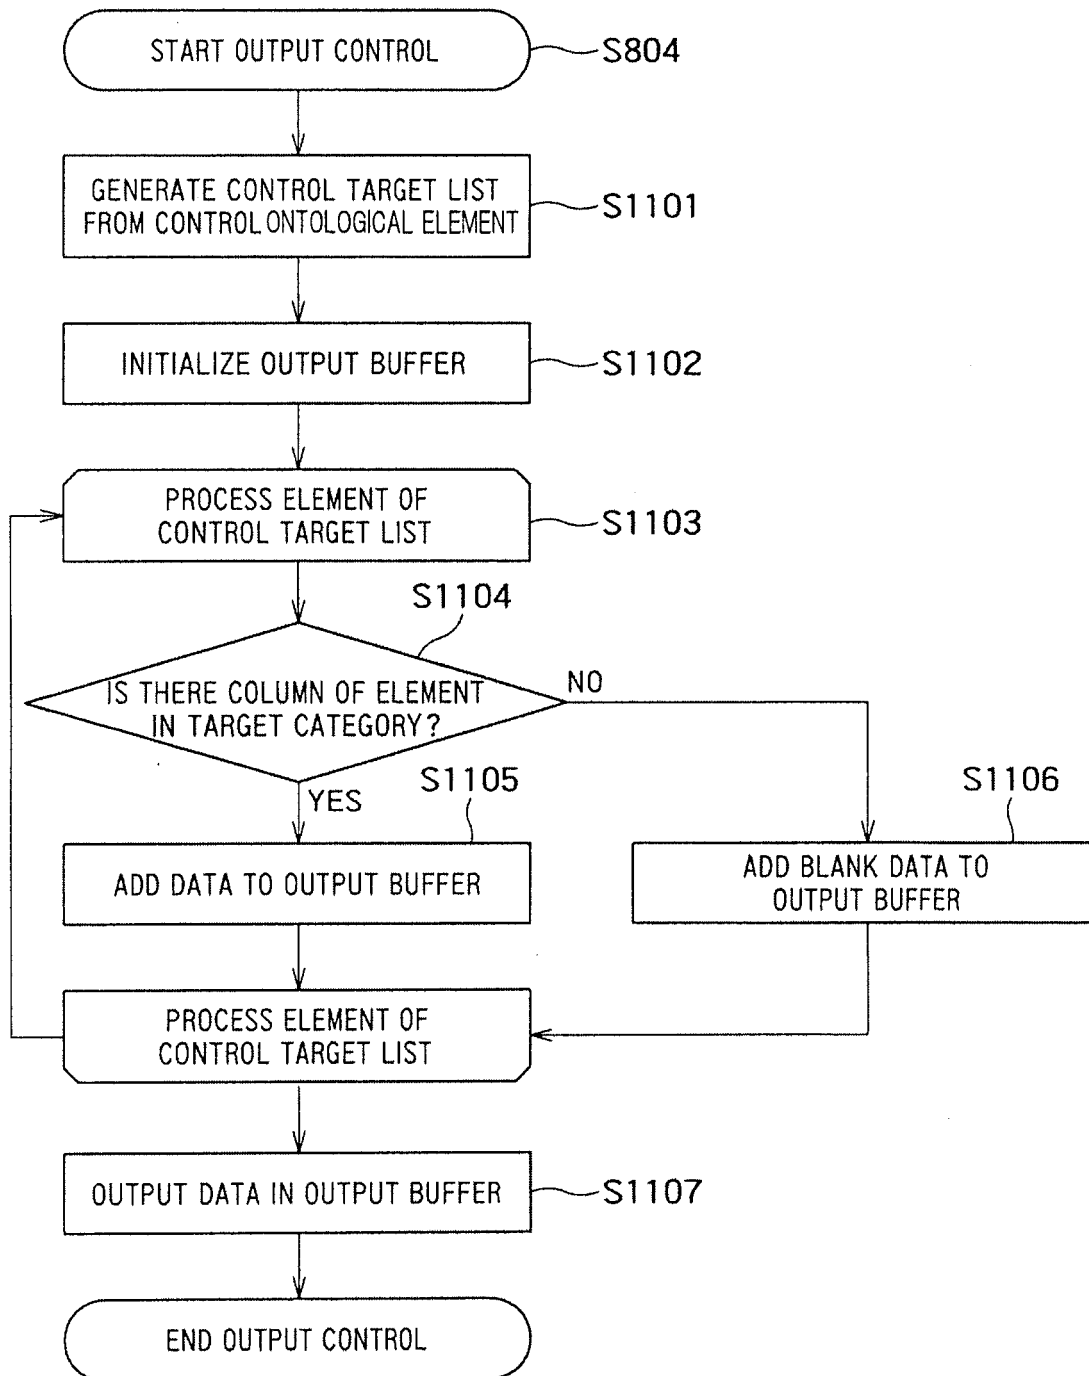 START OUTPUT CONTROL
S804
GENERATE CONTROL TARGET LIST
FROM CONTROL ONTOLOGICAL ELEMENT
S1101
INITIALIZE OUTPUT BUFFER
S1102
PROCESS ELEMENT OF
CONTROL TARGET LIST
S1103
S1104
IS THERE COLUMN OF ELEMENT
IN TARGET CATEGORY?
NO
YES
S1105
ADD DATA TO OUTPUT BUFFER
S1106
ADD BLANK DATA TO
OUTPUT BUFFER
PROCESS ELEMENT OF
CONTROL TARGET LIST
OUTPUT DATA IN OUTPUT BUFFER
S1107
END OUTPUT CONTROL